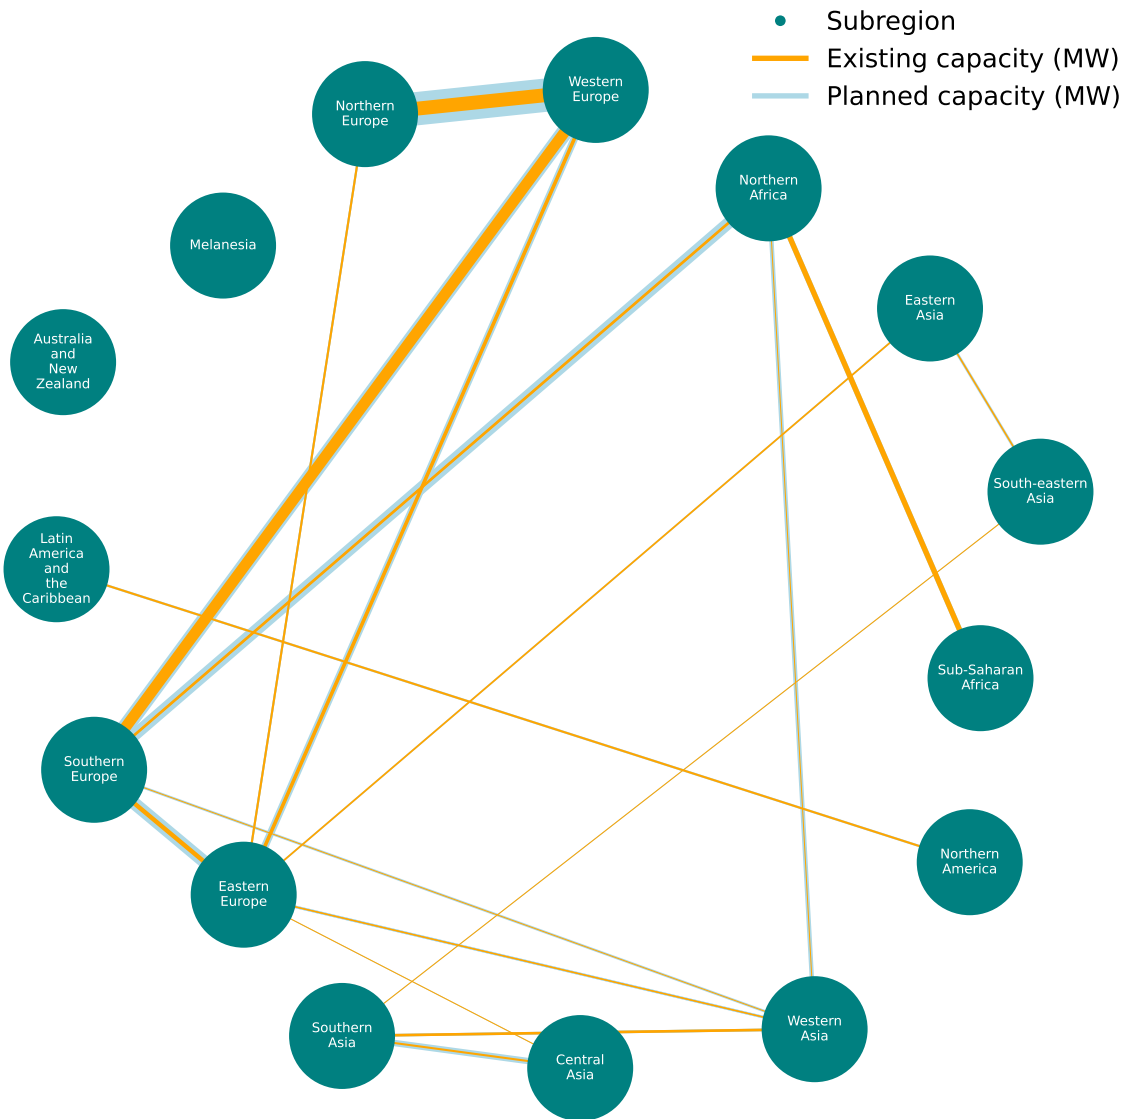 Subregion
Existing capacity (MW)
Planned capacity (MW)
Western
Europe
Northern
Europe
Northern
Africa
Melanesia
Eastern
Asia
Australia
and
New
Zealand
South-eastern
Asia
Latin
America
and
the
Caribbean
Sub-Saharan
Africa
Southern
Europe
Northern
America
Eastern
Europe
Southern
Asia
Western
Asia
Central
Asia